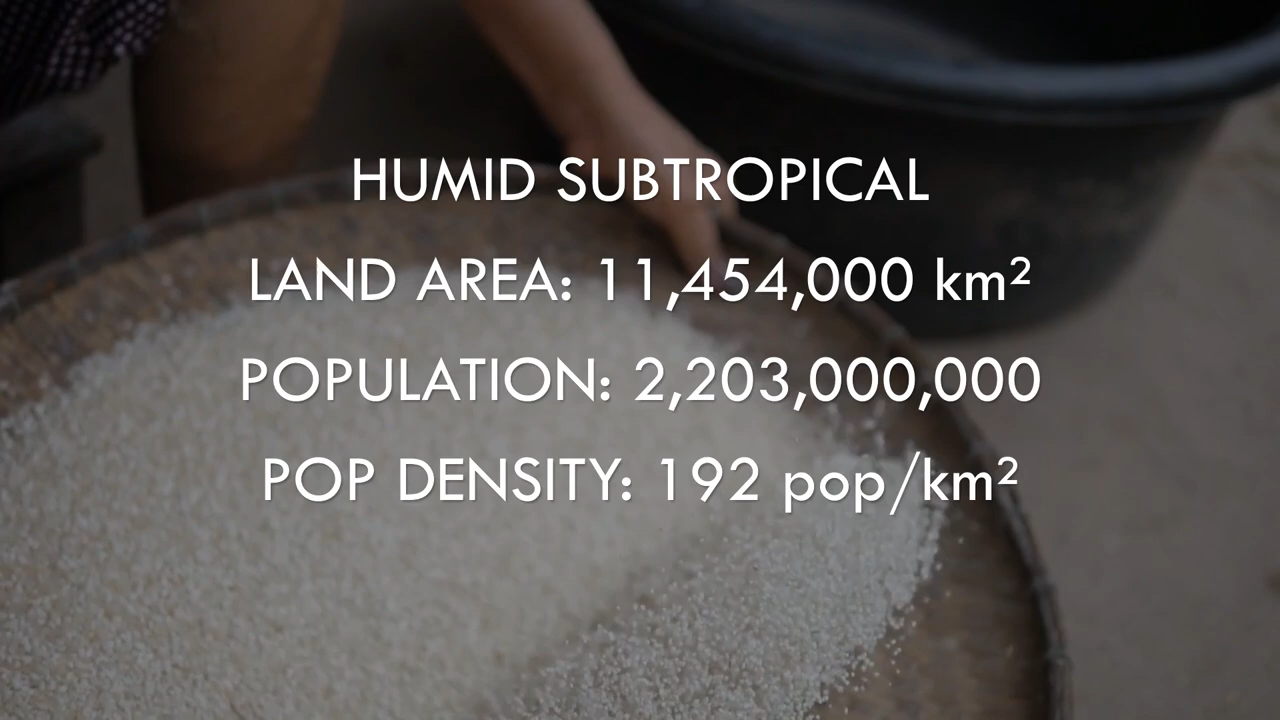 HUMID SUBTROPICAL
LAND AREA: 11,454,000 km²
POPULATION: 2,203,000,000
POP DENSITY: 192 pop/km²